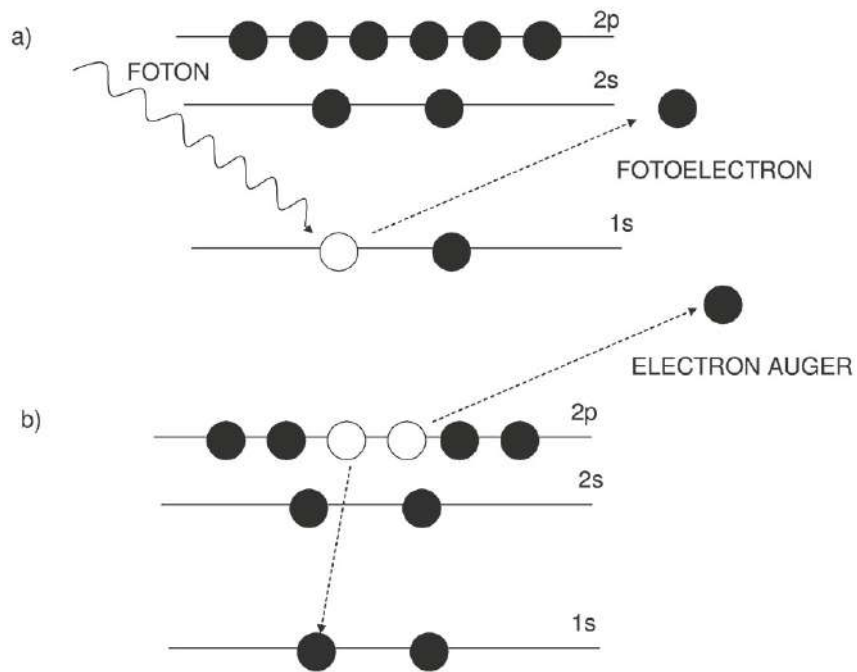 a)
2p
FOTON
2s
FOTOELECTRON
1s
ELECTRON AUGER
b)
2p
2s
1s